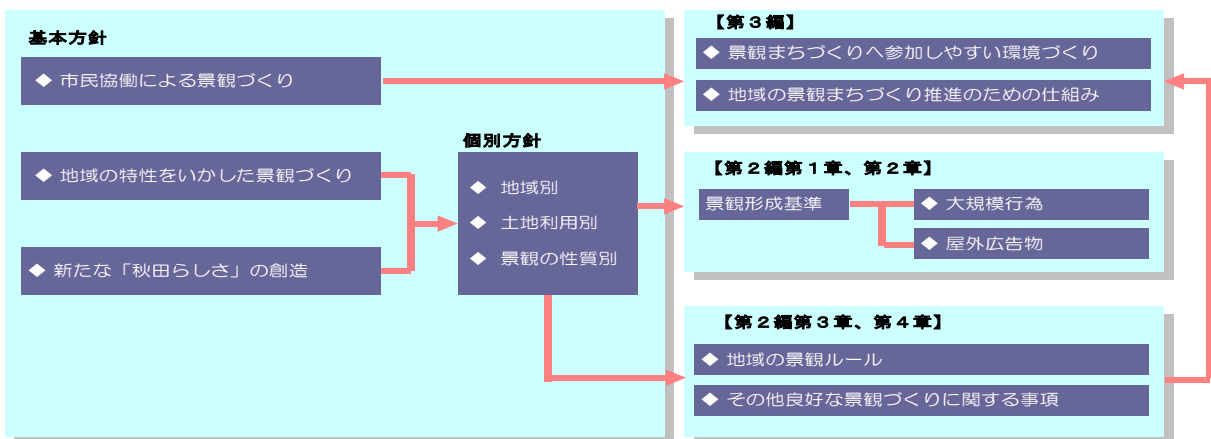 基本方針
◆ 市民協働による景観づくり
◆ 地域の特性をいかした景観づくり
◆ 新たな「秋田らしさ」の創造
個別方針
◆ 地域別
◆ 土地利用別
◆ 景観の性質別
【第3編】
◆ 景観まちづくりへ参加しやすい環境づくり
◆ 地域の景観まちづくり推進のための仕組み
【第2編第1章、第2章】
景観形成基準
◆ 大規模行為
◆ 屋外広告物
【第2編第3章、第4章】
◆ 地域の景観ルール
◆ その他良好な景観づくりに関する事項